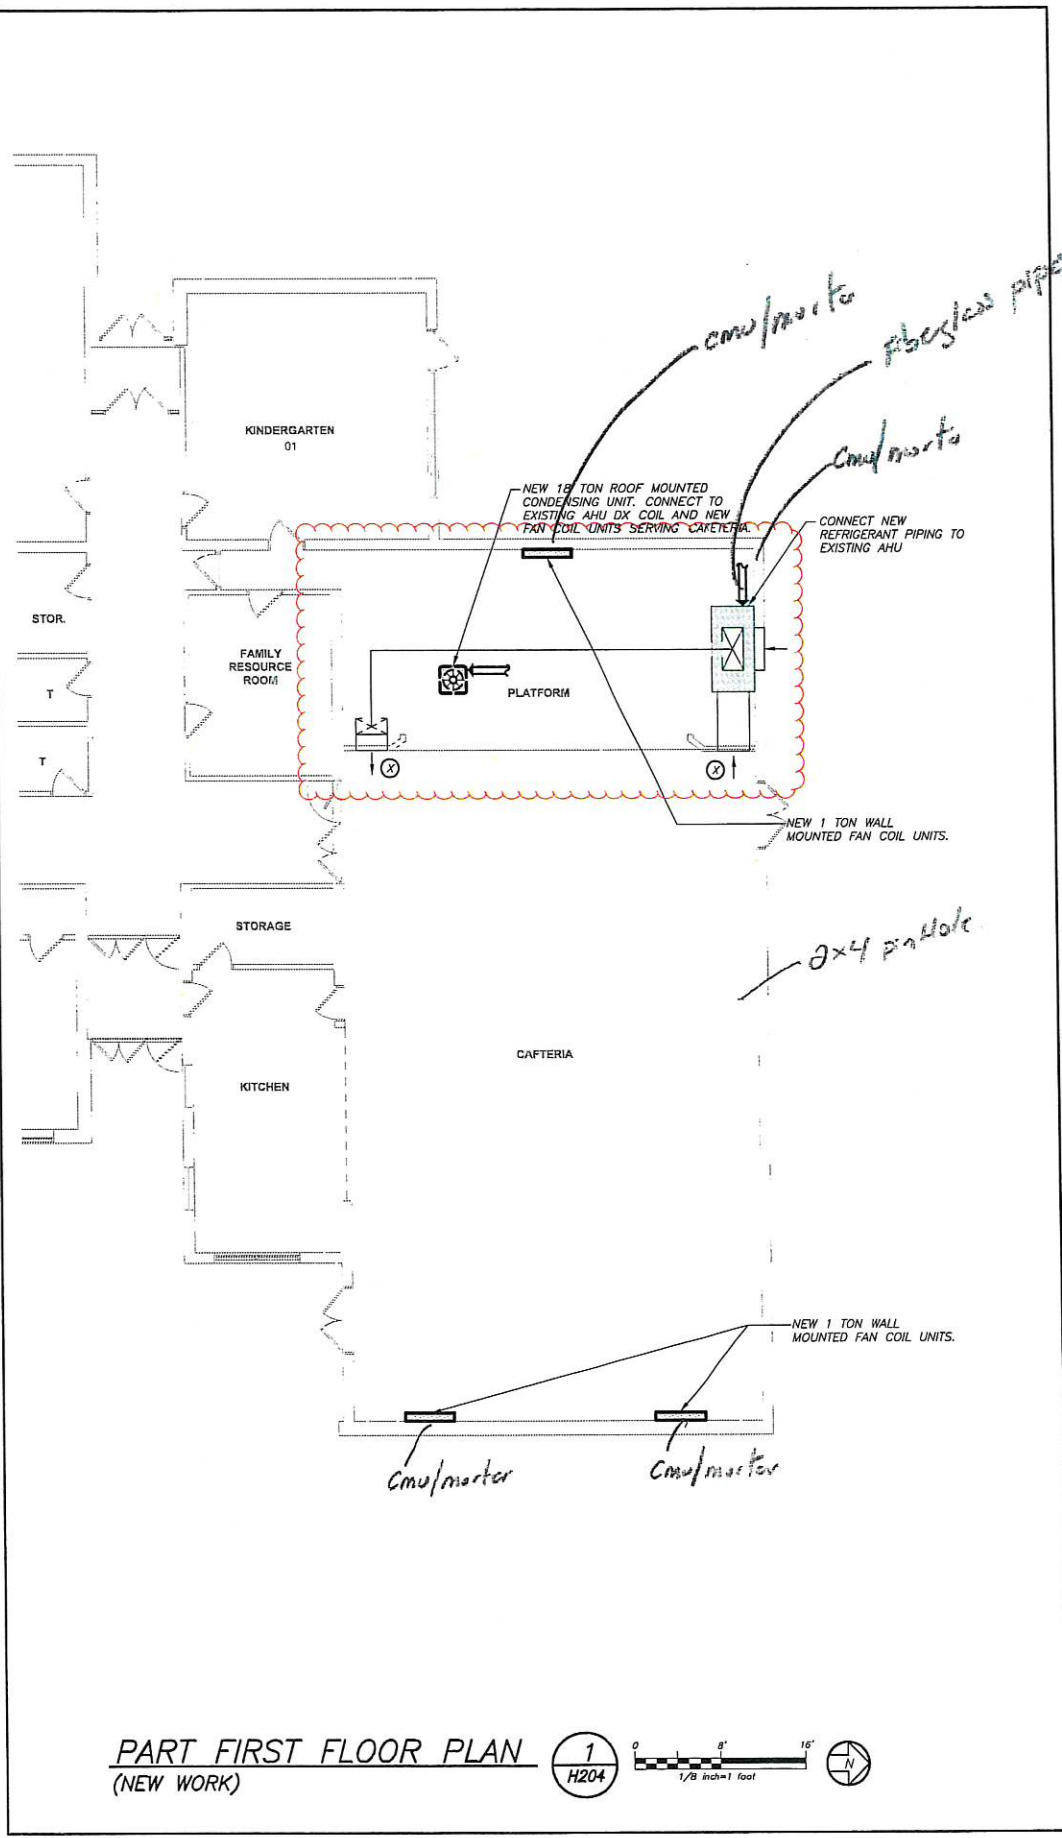 cmu/morta
fiberglass pipe
Cmu/morta
KINDERGARTEN
01
NEW 18 TON ROOF MOUNTED
CONDENSING UNIT. CONNECT TO
EXISTING AHU DX COIL AND NEW
FAN COIL UNITS SERVING CAFETERIA.
CONNECT NEW
REFRIGERANT PIPING TO
EXISTING AHU
STOR.
FAMILY
RESOURCE
ROOM
T
PLATFORM
T
X
X
NEW 1 TON WALL
MOUNTED FAN COIL UNITS.
STORAGE
2x4 pinHole
CAFTERIA
KITCHEN
NEW 1 TON WALL
MOUNTED FAN COIL UNITS.
Cmu/mortar
Cmu/mortar
PART FIRST FLOOR PLAN
(NEW WORK)
1
H204
0 8' 16'
1/8 inch=1 foot
N